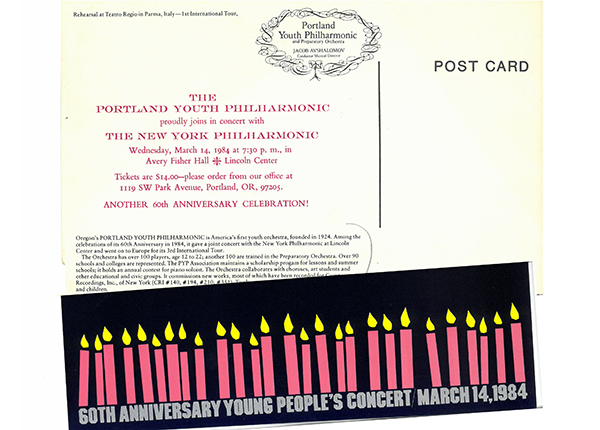 Rehearsal at Teatro Regio in Parma, Italy—1st International Tour,
Portland
Youth Philharmonic
and Preparatory Orchestra
JACOB AVSHALOMOV
Conductor Musical Director
POST CARD
THE
PORTLAND YOUTH PHILHARMONIC
proudly joins in concert with
THE NEW YORK PHILHARMONIC
Wednesday, March 14, 1984 at 7:30 p. m., in
Avery Fisher Hall ❉ Lincoln Center
Tickets are $14.00—please order from our office at
1119 SW Park Avenue, Portland, OR, 97205.
ANOTHER 60th ANNIVERSARY CELEBRATION!
Oregon's PORTLAND YOUTH PHILHARMONIC is America's first youth orchestra, founded in 1924. Among the
celebrations of its 60th Anniversary in 1984, it gave a joint concert with the New York Philharmonic at Lincoln
Center and went on to Europe for its 3rd International Tour.
The Orchestra has over 100 players, age 12 to 22; another 100 are trained in the Preparatory Orchestra. Over 90
schools and colleges are represented. The PYP Association maintains a scholarship progam for lessons and summer
schools; it holds an annual contest for piano soloist. The Orchestra collaborates with choruses, art students and
other educational and civic groups. It commissions new works, most of which have been recorded for
Recordings, Inc., of New York (CRI #140, #194, #210,
and children.
60TH ANNIVERSARY YOUNG PEOPLE'S CONCERT/MARCH 14, 1984